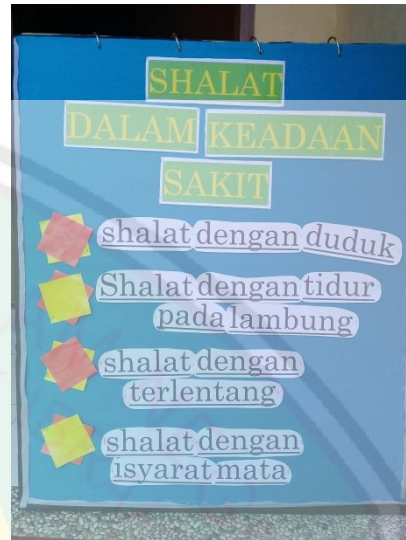 SHALAT
DALAM KEADAAN
SAKIT
shalat dengan duduk
Shalat dengan tidur
pada lambung
shalat dengan
terlentang
shalat dengan
isyarat mata